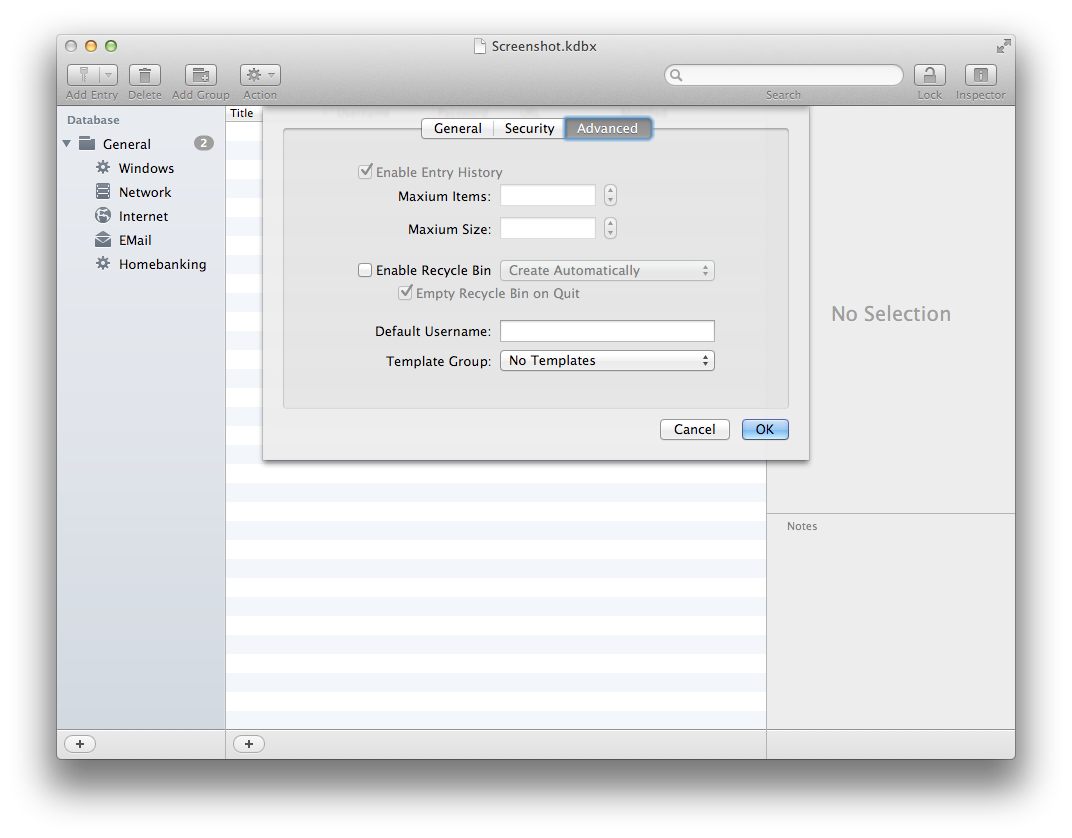 Screenshot.kdbx
Add Entry Delete Add Group Action Search Lock Inspector
Database
General 2
Windows
Network
Internet
EMail
Homebanking
Title
General Security Advanced
Enable Entry History
Maxium Items:
Maxium Size:
Enable Recycle Bin Create Automatically
Empty Recycle Bin on Quit
Default Username:
Template Group: No Templates
Cancel OK
No Selection
Notes